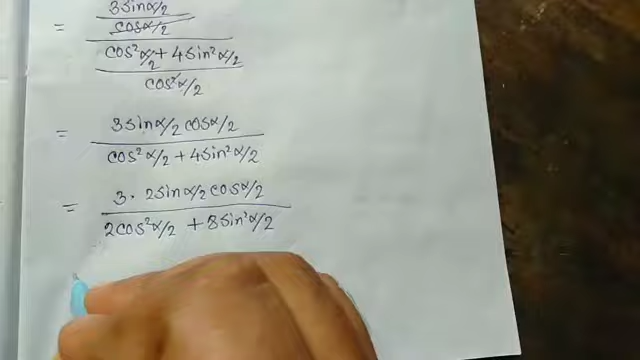 3sinα/2
= cosα/2
cos²α/2 + 4sin²α/2
cos²α/2
= 3sinα/2 cosα/2
cos²α/2 + 4sin²α/2
= 3· 2sinα/2 cosα/2
2cos²α/2 + 8sin²α/2